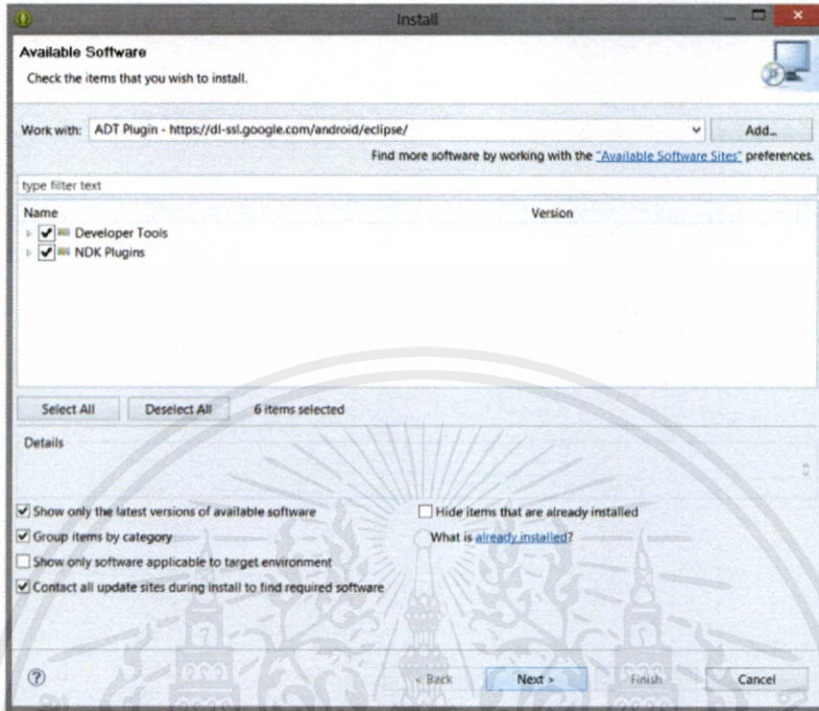 Install
Available Software
Check the items that you wish to install.
Work with: ADT Plugin - https://dl-ssl.google.com/android/eclipse/ Add...
Find more software by working with the "Available Software Sites" preferences.
type filter text
Name Version
Developer Tools
NDK Plugins
Select All Deselect All 6 items selected
Details
Show only the latest versions of available software Hide items that are already installed
Group items by category What is already installed?
Show only software applicable to target environment
Contact all update sites during install to find required software
? < Back Next > Finish Cancel